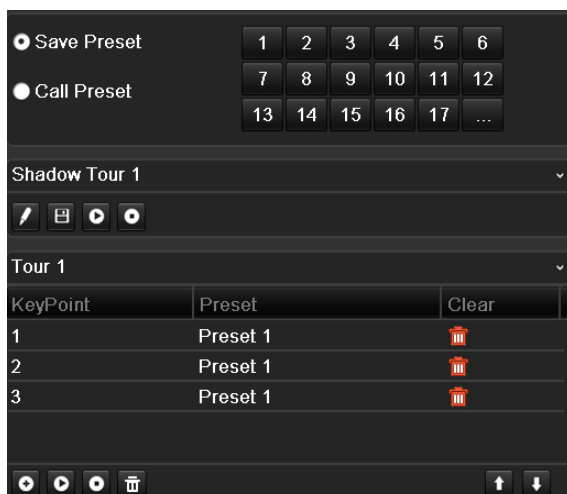 Save Preset
1 2 3 4 5 6
Call Preset
7 8 9 10 11 12
13 14 15 16 17 ...
Shadow Tour 1
Tour 1
KeyPoint Preset Clear
1 Preset 1
2 Preset 1
3 Preset 1